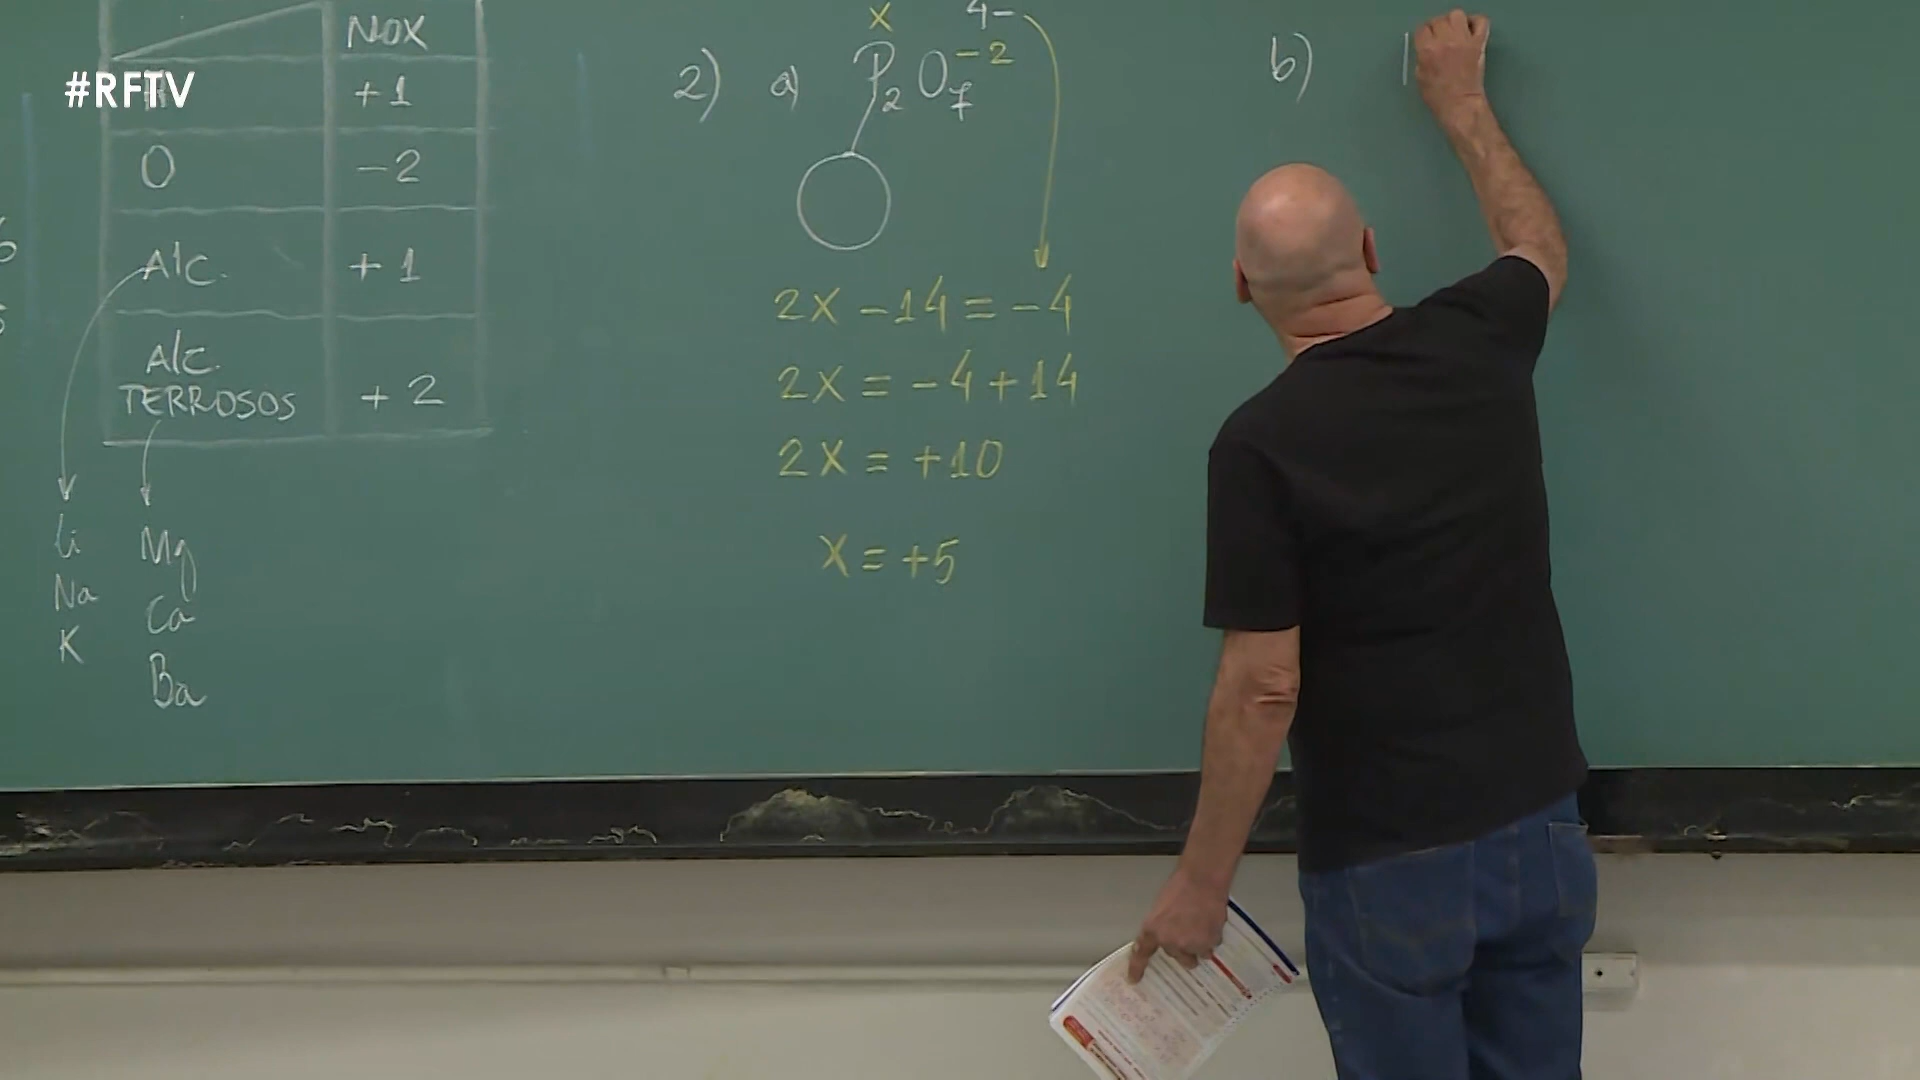 NOX
#RFTV
H +1
O -2
Alc. +1
Alc.
TERROSOS +2
Li
Na
K
Mg
Ca
Ba
2) a) P₂O₇
x
4-
-2
2X -14 = -4
2X = -4 +14
2X = +10
X = +5
b)